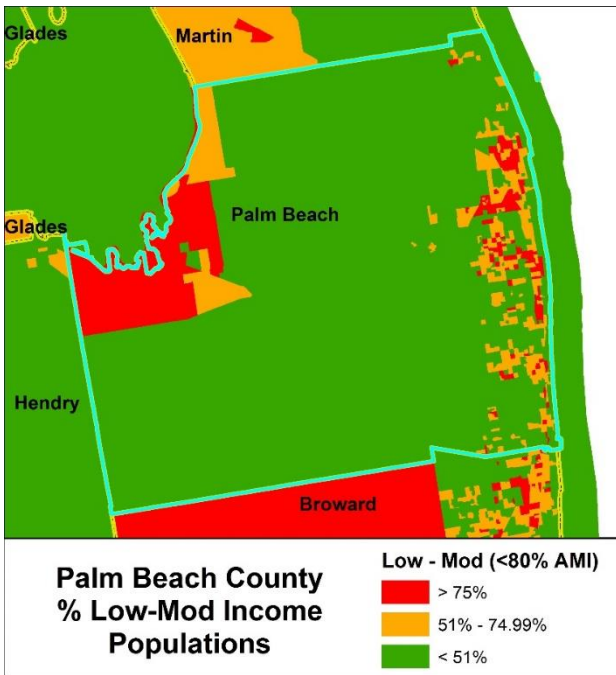 Glades
Martin
Glades
Palm Beach
Hendry
Broward
Palm Beach County
% Low-Mod Income
Populations
Low - Mod (<80% AMI)
> 75%
51% - 74.99%
< 51%